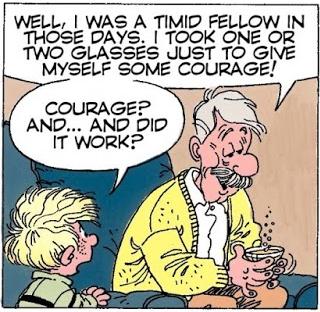 WELL, I WAS A TIMID FELLOW IN
THOSE DAYS. I TOOK ONE OR
TWO GLASSES JUST TO GIVE
MYSELF SOME COURAGE!
COURAGE?
AND... AND DID
IT WORK?